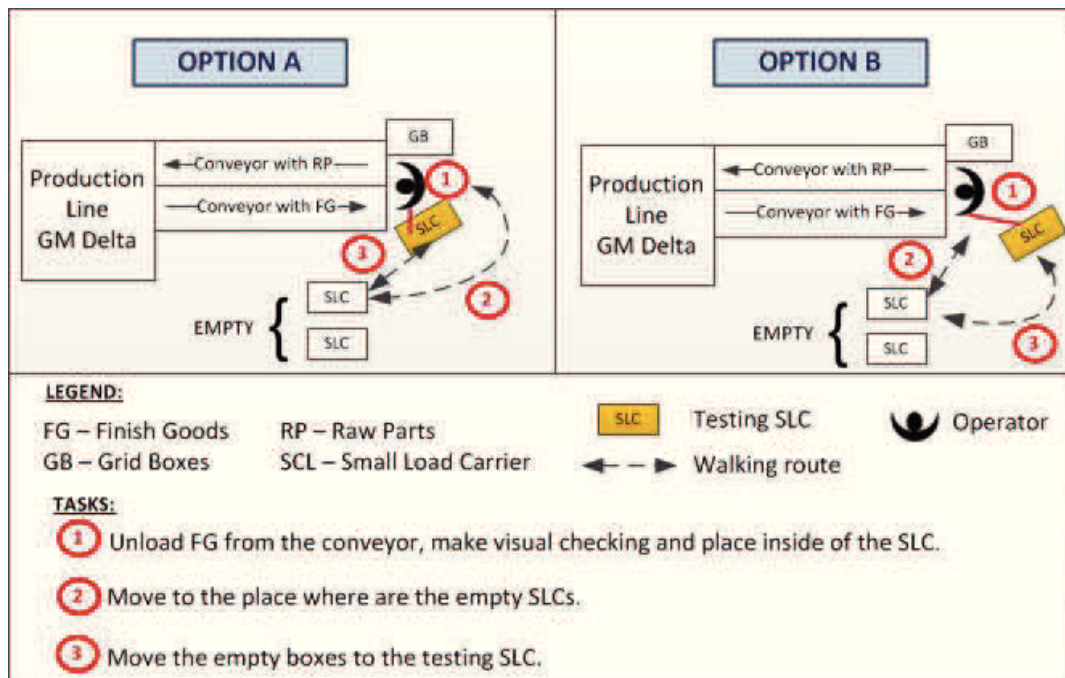 OPTION A
GB
Conveyor with RP
1
Production
Line
GM Delta
Conveyor with FG
SLC
3
SLC
2
EMPTY
SLC
OPTION B
GB
Conveyor with RP
1
Production
Line
GM Delta
Conveyor with FG
SLC
2
SLC
EMPTY
3
SLC
LEGEND:
FG – Finish Goods RP – Raw Parts SLC Testing SLC Operator
GB – Grid Boxes SCL – Small Load Carrier Walking route
TASKS:
1 Unload FG from the conveyor, make visual checking and place inside of the SLC.
2 Move to the place where are the empty SLCs.
3 Move the empty boxes to the testing SLC.